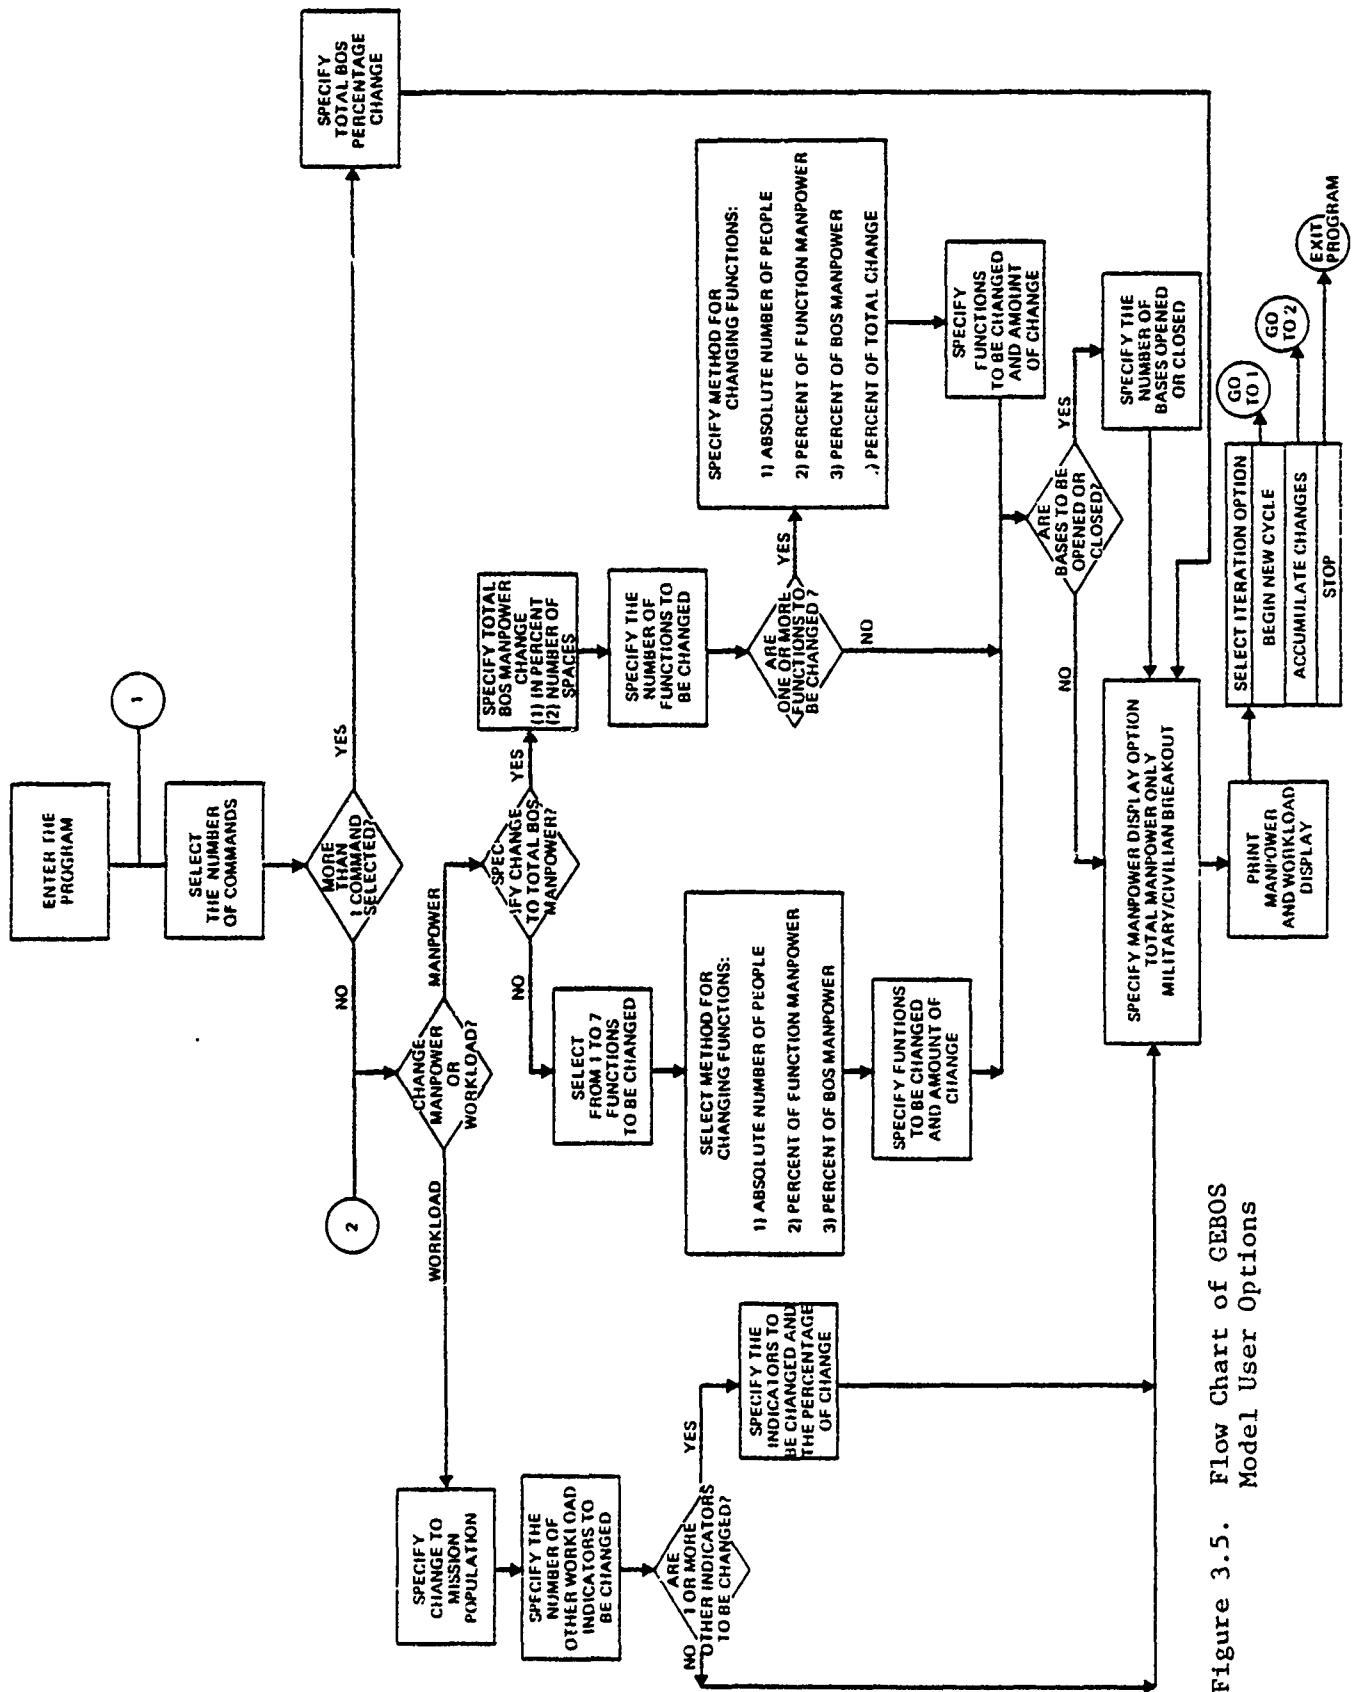 ENTER THE
PROGRAM
1
SELECT
THE NUMBER
OF COMMANDS
MORE
THAN
1 COMMAND
SELECTED?
YES
NO
SPECIFY
TOTAL BOS
PERCENTAGE
CHANGE
2
CHANGE
MANPOWER
OR
WORKLOAD?
WORKLOAD
MANPOWER
SPECIFY
CHANGE TO
MISSION
POPULATION
SPECIFY THE
NUMBER OF
OTHER WORKLOAD
INDICATORS TO
BE CHANGED
ARE
1 OR MORE
OTHER INDICATORS
TO BE CHANGED?
NO
YES
SPECIFY THE
INDICATORS TO
BE CHANGED AND
THE PERCENTAGE
OF CHANGE
SPEC-
IFY CHANGE
TO TOTAL BOS
MANPOWER?
NO
YES
SELECT
FROM 1 TO 7
FUNCTIONS
TO BE CHANGED
SELECT METHOD FOR
CHANGING FUNCTIONS:
1) ABSOLUTE NUMBER OF PEOPLE
2) PERCENT OF FUNCTION MANPOWER
3) PERCENT OF BOS MANPOWER
SPECIFY FUNTIONS
TO BE CHANGED
AND AMOUNT OF
CHANGE
SPECIFY TOTAL
BOS MANPOWER
CHANGE
(1) IN PERCENT
(2) NUMBER OF
SPACES
SPECIFY THE
NUMBER OF
FUNCTIONS TO
BE CHANGED
ARE
ONE OR MORE
FUNCTIONS TO
BE CHANGED?
YES
NO
SPECIFY METHOD FOR
CHANGING FUNCTIONS:
1) ABSOLUTE NUMBER OF PEOPLE
2) PERCENT OF FUNCTION MANPOWER
3) PERCENT OF BOS MANPOWER
.) PERCENT OF TOTAL CHANGE
SPECIFY
FUNCTIONS
TO BE CHANGED
AND AMOUNT
OF CHANGE
ARE
BASES TO BE
OPENED OR
CLOSED?
NO
YES
SPECIFY THE
NUMBER OF
BASES OPENED
OR CLOSED
SPECIFY MANPOWER DISPLAY OPTION
TOTAL MANPOWER ONLY
MILITARY/CIVILIAN BREAKOUT
PRINT
MANPOWER
AND WORKLOAD
DISPLAY
SELECT ITERATION OPTION
BEGIN NEW CYCLE
ACCUMULATE CHANGES
STOP
GO
TO 1
GO
TO 2
EXIT
PROGRAM
Figure 3.5. Flow Chart of GEBOS
Model User Options